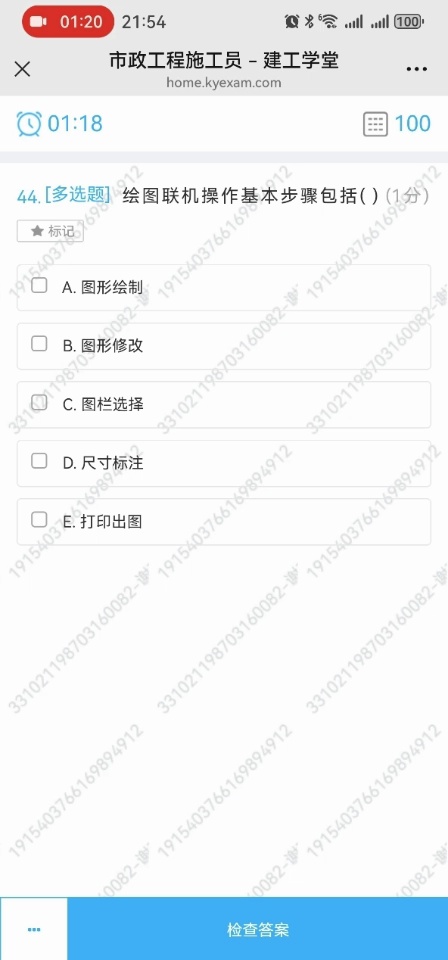 01:20 21:54 100
市政工程施工员 – 建工学堂
home.kyexam.com
01:18 100
44. [多选题] 绘图联机操作基本步骤包括( ) (1分)
★ 标记
A. 图形绘制
B. 图形修改
C. 图栏选择
D. 尺寸标注
E. 打印出图
检查答案
331021198703160082-谢
1915403766169894912